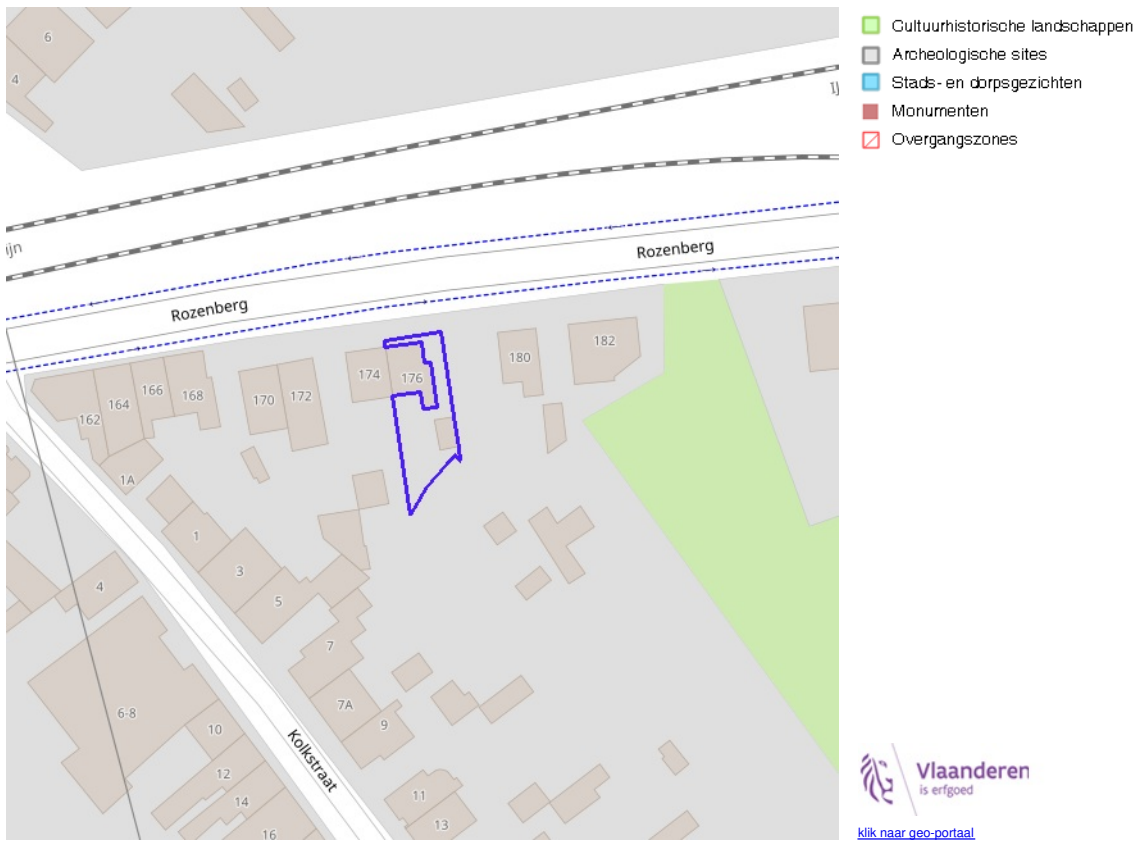 6
4
IJ
ijn
Rozenberg
Rozenberg
182
180
174
176
166
168
164
162
170
172
1A
1
3
5
4
7
7A
9
6-8
10
12
14
16
Kolkstraat
11
13
Cultuurhistorische landschappen
Archeologische sites
Stads- en dorpsgezichten
Monumenten
Overgangszones
Vlaanderen
is erfgoed
klik naar geo-portaal